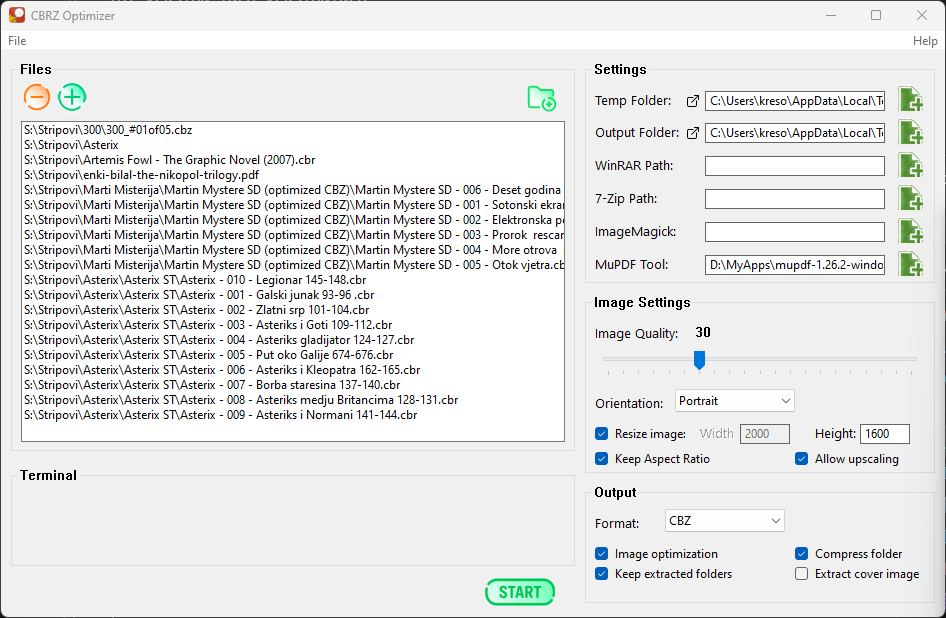 CBRZ Optimizer
File
Help
Files
S:\Stripovi\300\300_#01of05.cbz
S:\Stripovi\Asterix
S:\Stripovi\Artemis Fowl - The Graphic Novel (2007).cbr
S:\Stripovi\enki-bilal-the-nikopol-trilogy.pdf
S:\Stripovi\Marti Misterija\Martin Mystere SD (optimized CBZ)\Martin Mystere SD - 006 - Deset godina
S:\Stripovi\Marti Misterija\Martin Mystere SD (optimized CBZ)\Martin Mystere SD - 001 - Sotonski ekran
S:\Stripovi\Marti Misterija\Martin Mystere SD (optimized CBZ)\Martin Mystere SD - 002 - Elektronska
S:\Stripovi\Marti Misterija\Martin Mystere SD (optimized CBZ)\Martin Mystere SD - 003 - Prorok rescan
S:\Stripovi\Marti Misterija\Martin Mystere SD (optimized CBZ)\Martin Mystere SD - 004 - More otrova
S:\Stripovi\Marti Misterija\Martin Mystere SD (optimized CBZ)\Martin Mystere SD - 005 - Otok vjetra.cb
S:\Stripovi\Asterix\Asterix ST\Asterix - 010 - Legionar 145-148.cbr
S:\Stripovi\Asterix\Asterix ST\Asterix - 001 - Galski junak 93-96 .cbr
S:\Stripovi\Asterix\Asterix ST\Asterix - 002 - Zlatni srp 101-104.cbr
S:\Stripovi\Asterix\Asterix ST\Asterix - 003 - Asteriks i Goti 109-112.cbr
S:\Stripovi\Asterix\Asterix ST\Asterix - 004 - Asteriks gladijator 124-127.cbr
S:\Stripovi\Asterix\Asterix ST\Asterix - 005 - Put oko Galije 674-676.cbr
S:\Stripovi\Asterix\Asterix ST\Asterix - 006 - Asteriks i Kleopatra 162-165.cbr
S:\Stripovi\Asterix\Asterix ST\Asterix - 007 - Borba staresina 137-140.cbr
S:\Stripovi\Asterix\Asterix ST\Asterix - 008 - Asteriks medju Britancima 128-131.cbr
S:\Stripovi\Asterix\Asterix ST\Asterix - 009 - Asteriks i Normani 141-144.cbr
Terminal
START
Settings
Temp Folder: C:\Users\kreso\AppData\Local\Te
Output Folder: C:\Users\kreso\AppData\Local\Te
WinRAR Path:
7-Zip Path:
ImageMagick:
MuPDF Tool: D:\MyApps\mupdf-1.26.2-windo
Image Settings
Image Quality: 30
Orientation: Portrait
Resize image: Width 2000 Height: 1600
Keep Aspect Ratio Allow upscaling
Output
Format: CBZ
Image optimization Compress folder
Keep extracted folders Extract cover image